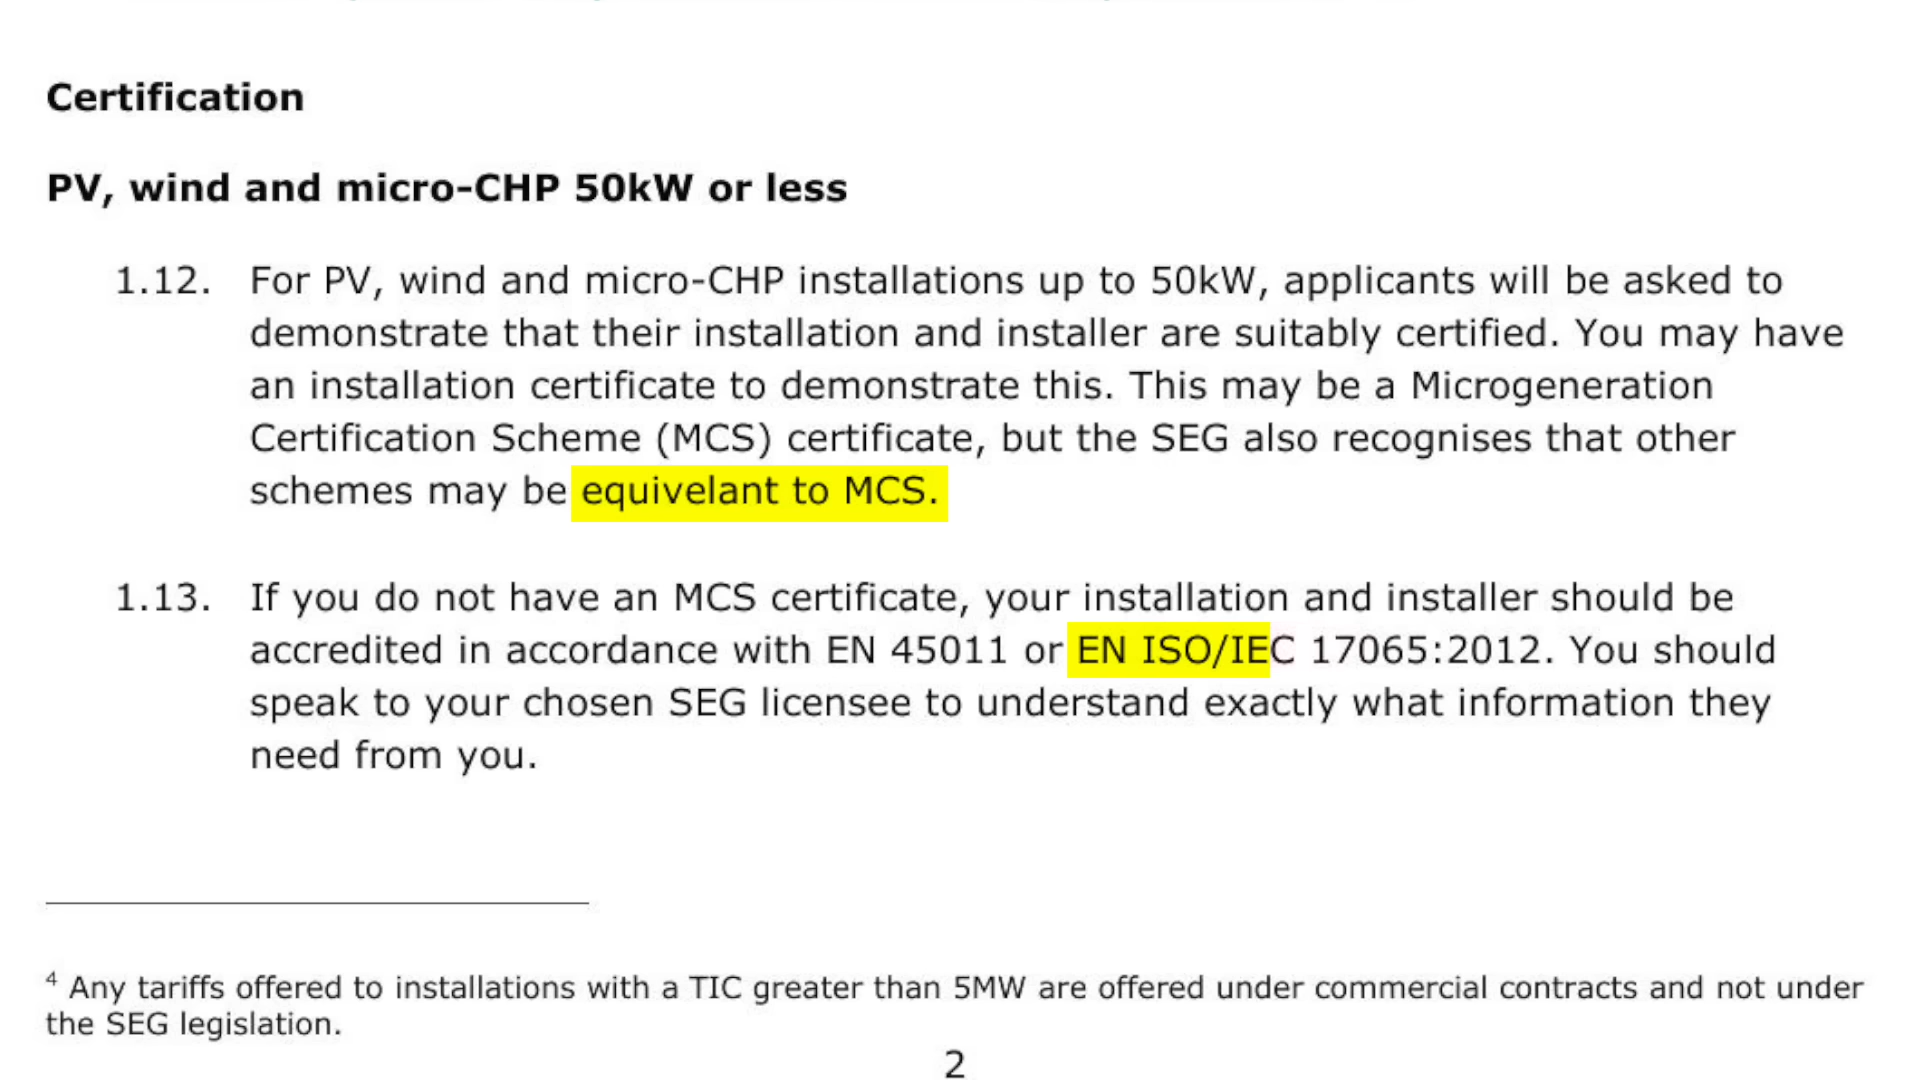 Certification
PV, wind and micro-CHP 50kW or less
1.12. For PV, wind and micro-CHP installations up to 50kW, applicants will be asked to
demonstrate that their installation and installer are suitably certified. You may have
an installation certificate to demonstrate this. This may be a Microgeneration
Certification Scheme (MCS) certificate, but the SEG also recognises that other
schemes may be equivelant to MCS.
1.13. If you do not have an MCS certificate, your installation and installer should be
accredited in accordance with EN 45011 or EN ISO/IEC 17065:2012. You should
speak to your chosen SEG licensee to understand exactly what information they
need from you.
4 Any tariffs offered to installations with a TIC greater than 5MW are offered under commercial contracts and not under
the SEG legislation.
2